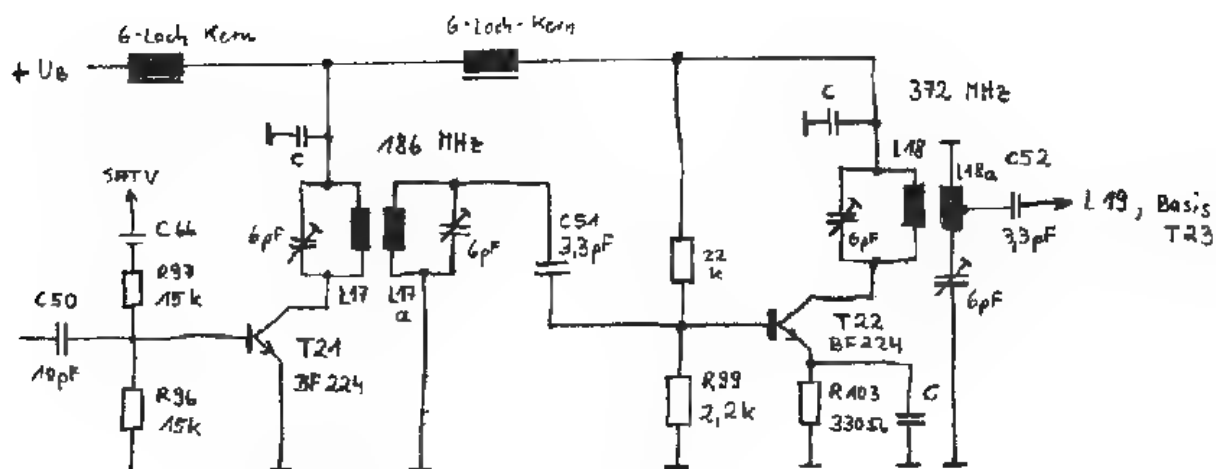 6-Loch Kern
6-Loch-Kern
+ UB
C
186 MHz
C
372 MHz
L18
L18a
C52
3,3pF
L19, Basis
T23
SATV
C44
R97
15k
C50
10pF
R96
15k
6pF
L17
L17
a
6pF
C51
3,3pF
T21
BF224
22
k
R99
2,2k
6pF
T22
BF224
R103
330Ω
C
6pF